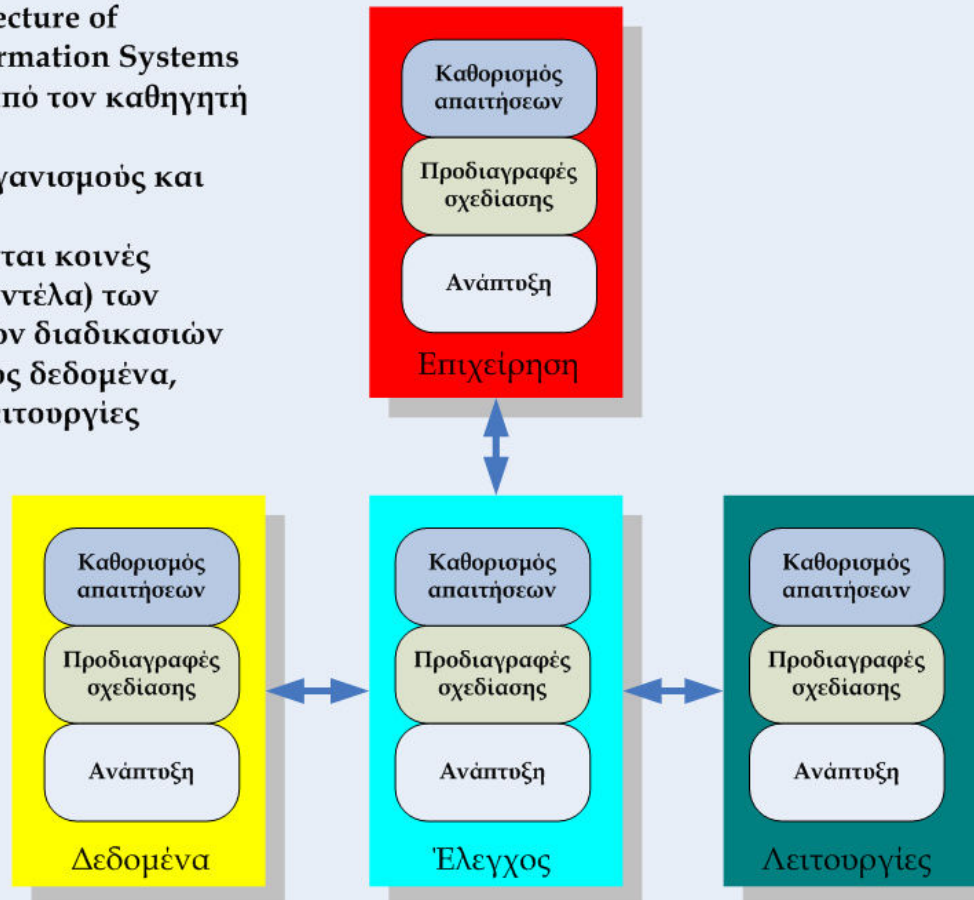 ecture of
rmation Systems
πό τον καθηγητή
γανισμούς και
ται κοινές
ντέλα) των
ον διαδικασιών
ος δεδομένα,
ειτουργίες
Καθορισμός
απαιτήσεων
Προδιαγραφές
σχεδίασης
Ανάπτυξη
Επιχείρηση
Καθορισμός
απαιτήσεων
Προδιαγραφές
σχεδίασης
Ανάπτυξη
Δεδομένα
Καθορισμός
απαιτήσεων
Προδιαγραφές
σχεδίασης
Ανάπτυξη
Έλεγχος
Καθορισμός
απαιτήσεων
Προδιαγραφές
σχεδίασης
Ανάπτυξη
Λειτουργίες